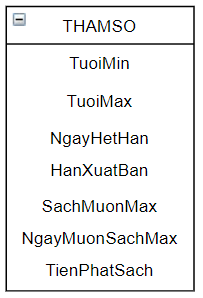 THAMSO
TuoiMin
TuoiMax
NgayHetHan
HanXuatBan
SachMuonMax
NgayMuonSachMax
TienPhatSach